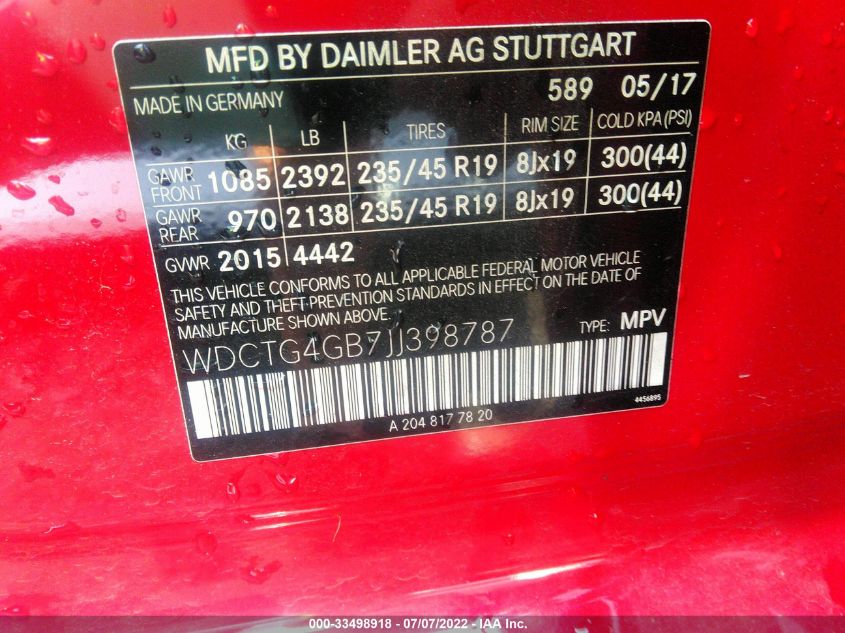 MFD BY DAIMLER AG STUTTGART
MADE IN GERMANY 589 05/17
KG LB TIRES RIM SIZE COLD KPA (PSI)
GAWR FRONT 1085 2392 235/45 R19 8Jx19 300(44)
GAWR REAR 970 2138 235/45 R19 8Jx19 300(44)
GVWR 2015 4442
THIS VEHICLE CONFORMS TO ALL APPLICABLE FEDERAL MOTOR VEHICLE
SAFETY AND THEFT PREVENTION STANDARDS IN EFFECT ON THE DATE OF
MANUFACTURE SHOWN ABOVE.
WDCTG4GB7JJ398787 TYPE: MPV
4456895
A 204 817 78 20
000-33498918 - 07/07/2022 - IAA Inc.